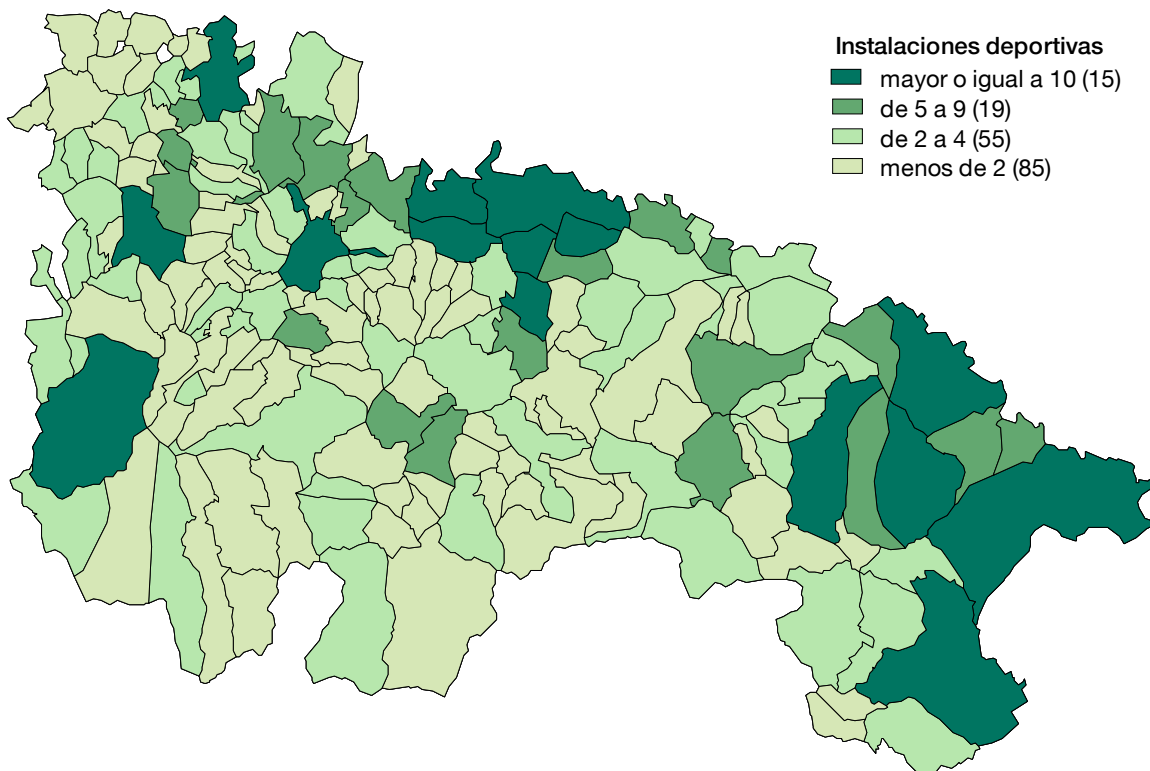 Instalaciones deportivas
mayor o igual a 10 (15)
de 5 a 9 (19)
de 2 a 4 (55)
menos de 2 (85)